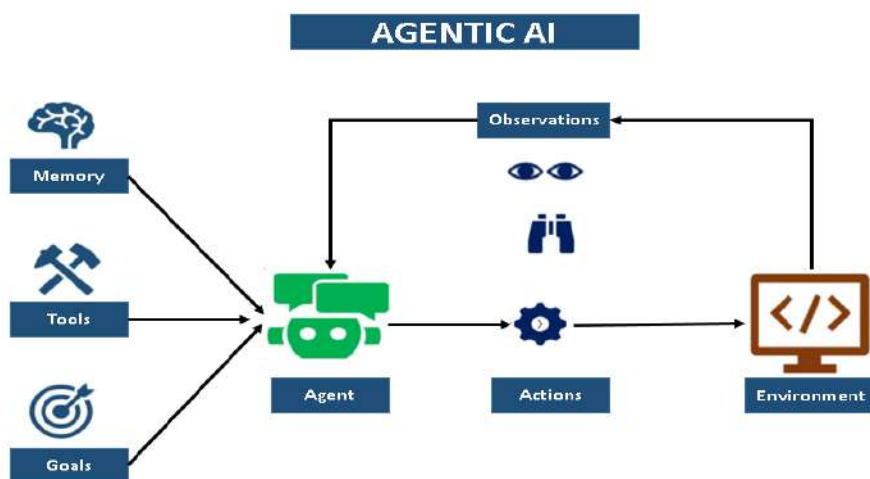 AGENTIC AI
Observations
Memory
Tools
Agent
Actions
Environment
Goals